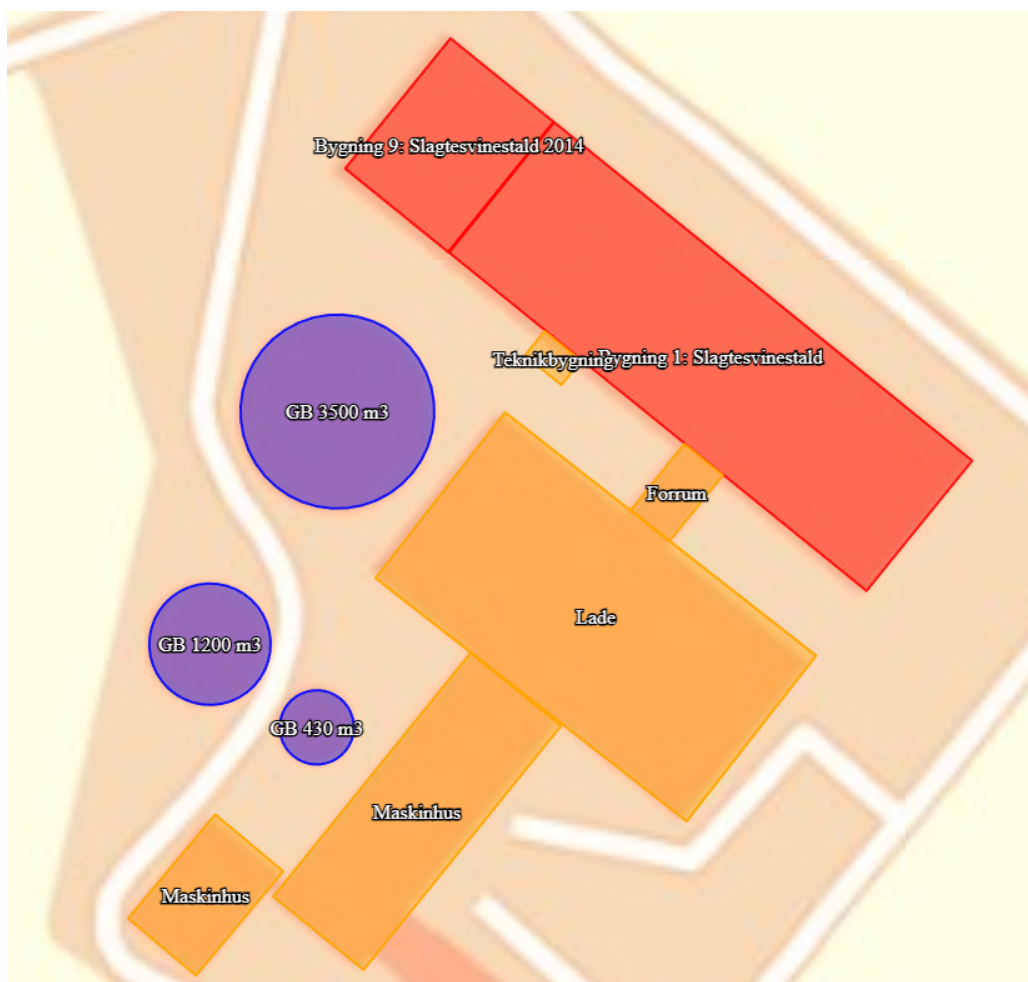 Bygning 9: Slagtesvinestald 2014
Teknikbygning
Bygning 1: Slagtesvinestald
GB 3500 m3
Forrum
Lade
GB 1200 m3
GB 430 m3
Maskinhus
Maskinhus